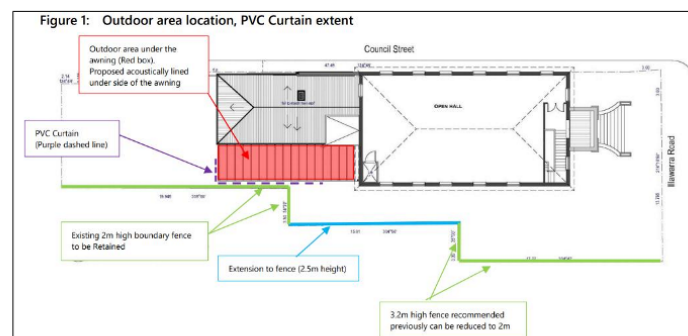 Figure 1: Outdoor area location, PVC Curtain extent
Council Street
Outdoor area under the
awning (Red box).
Proposed acoustically lined
under side of the awning
OPEN HALL
PVC Curtain
(Purple dashed line)
Illawarra Road
Existing 2m high boundary fence
to be Retained
Extension to fence (2.5m height)
3.2m high fence recommended
previously can be reduced to 2m